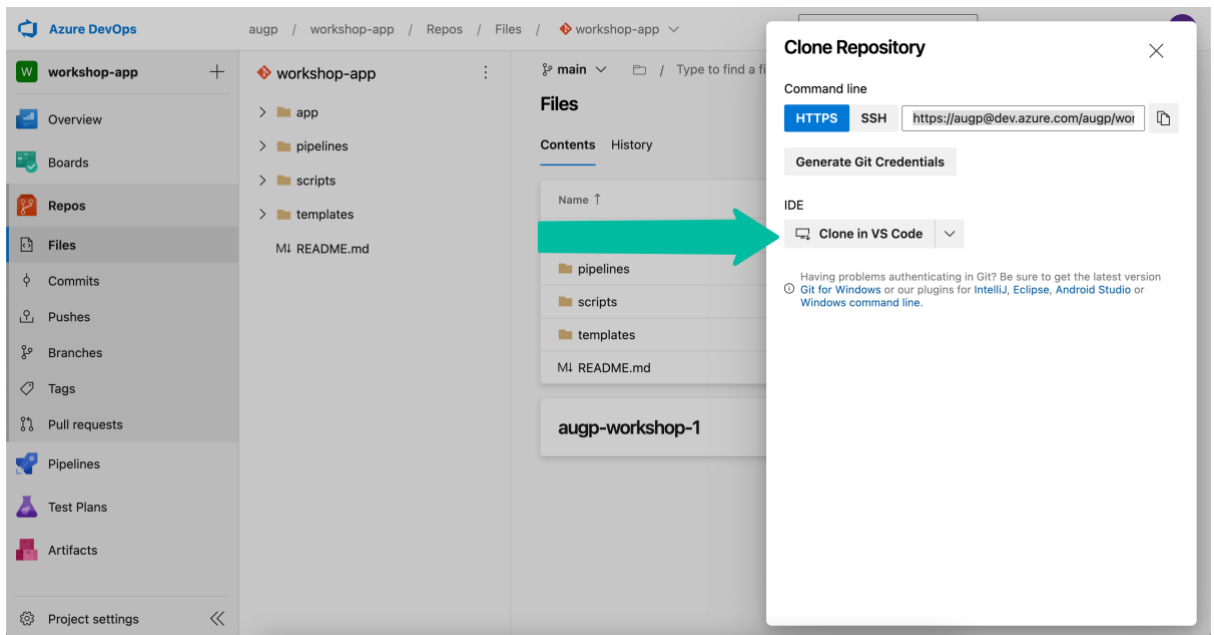 Azure DevOps
augp / workshop-app / Repos / Files / workshop-app
W workshop-app
Overview
Boards
Repos
Files
Commits
Pushes
Branches
Tags
Pull requests
Pipelines
Test Plans
Artifacts
Project settings
workshop-app
app
pipelines
scripts
templates
M↓ README.md
main / Type to find a fi
Files
Contents History
Name ↑
pipelines
scripts
templates
M↓ README.md
augp-workshop-1
Clone Repository
Command line
HTTPS SSH https://augp@dev.azure.com/augp/wor
Generate Git Credentials
IDE
Clone in VS Code
Having problems authenticating in Git? Be sure to get the latest version
Git for Windows or our plugins for IntelliJ, Eclipse, Android Studio or
Windows command line.